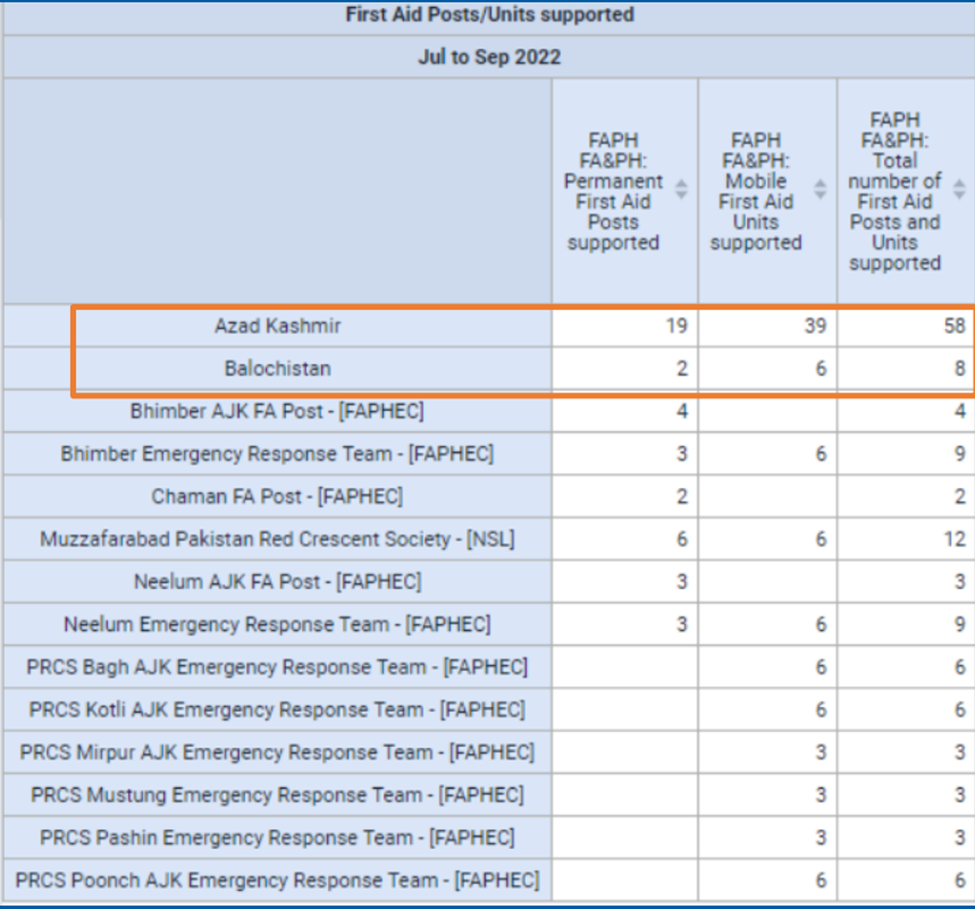 First Aid Posts/Units supported
Jul to Sep 2022
FAPH FA&PH: Permanent First Aid Posts supported
FAPH FA&PH: Mobile First Aid Units supported
FAPH FA&PH: Total number of First Aid Posts and Units supported
Azad Kashmir 19 39 58
Balochistan 2 6 8
Bhimber AJK FA Post - [FAPHEC] 4 4
Bhimber Emergency Response Team - [FAPHEC] 3 6 9
Chaman FA Post - [FAPHEC] 2 2
Muzzafarabad Pakistan Red Crescent Society - [NSL] 6 6 12
Neelum AJK FA Post - [FAPHEC] 3 3
Neelum Emergency Response Team - [FAPHEC] 3 6 9
PRCS Bagh AJK Emergency Response Team - [FAPHEC] 6 6
PRCS Kotli AJK Emergency Response Team - [FAPHEC] 6 6
PRCS Mirpur AJK Emergency Response Team - [FAPHEC] 3 3
PRCS Mustung Emergency Response Team - [FAPHEC] 3 3
PRCS Pashin Emergency Response Team - [FAPHEC] 3 3
PRCS Poonch AJK Emergency Response Team - [FAPHEC] 6 6